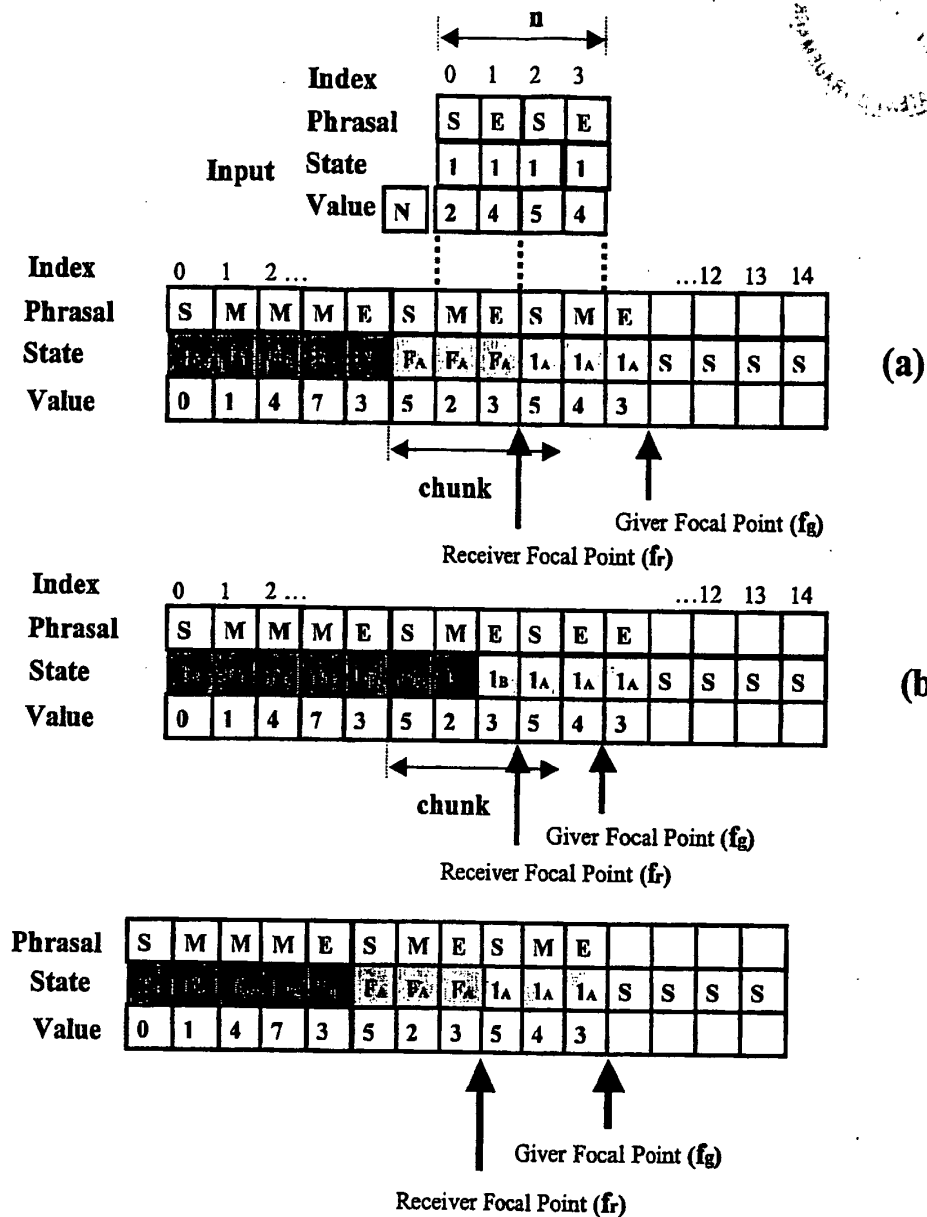 n
Index 0 1 2 3
Phrasal S E S E
Input State 1 1 1 1
Value N 2 4 5 4
Index 0 1 2 ... ...12 13 14
Phrasal S M M M E S M E S M E
State FA FA FA 1A 1A 1A S S S S
(a)
Value 0 1 4 7 3 5 2 3 5 4 3
chunk
Giver Focal Point (fg)
Receiver Focal Point (fr)
Index 0 1 2 ... ...12 13 14
Phrasal S M M M E S M E S E E
State 1B 1A 1A 1A S S S S
(b
Value 0 1 4 7 3 5 2 3 5 4 3
chunk
Giver Focal Point (fg)
Receiver Focal Point (fr)
Phrasal S M M M E S M E S M E
State FA FA FA 1A 1A 1A S S S S
Value 0 1 4 7 3 5 2 3 5 4 3
Giver Focal Point (fg)
Receiver Focal Point (fr)